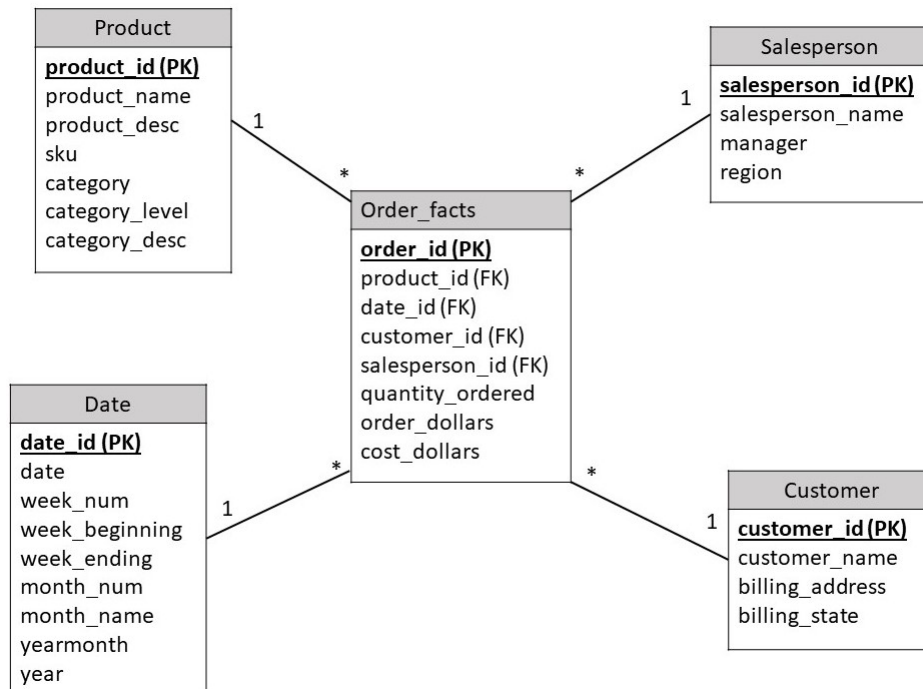 Product
product_id (PK)
product_name
product_desc
sku
category
category_level
category_desc
Salesperson
salesperson_id (PK)
salesperson_name
manager
region
1
*
1
*
Order_facts
order_id (PK)
product_id (FK)
date_id (FK)
customer_id (FK)
salesperson_id (FK)
quantity_ordered
order_dollars
cost_dollars
Date
date_id (PK)
date
week_num
week_beginning
week_ending
month_num
month_name
yearmonth
year
1
*
*
1
Customer
customer_id (PK)
customer_name
billing_address
billing_state